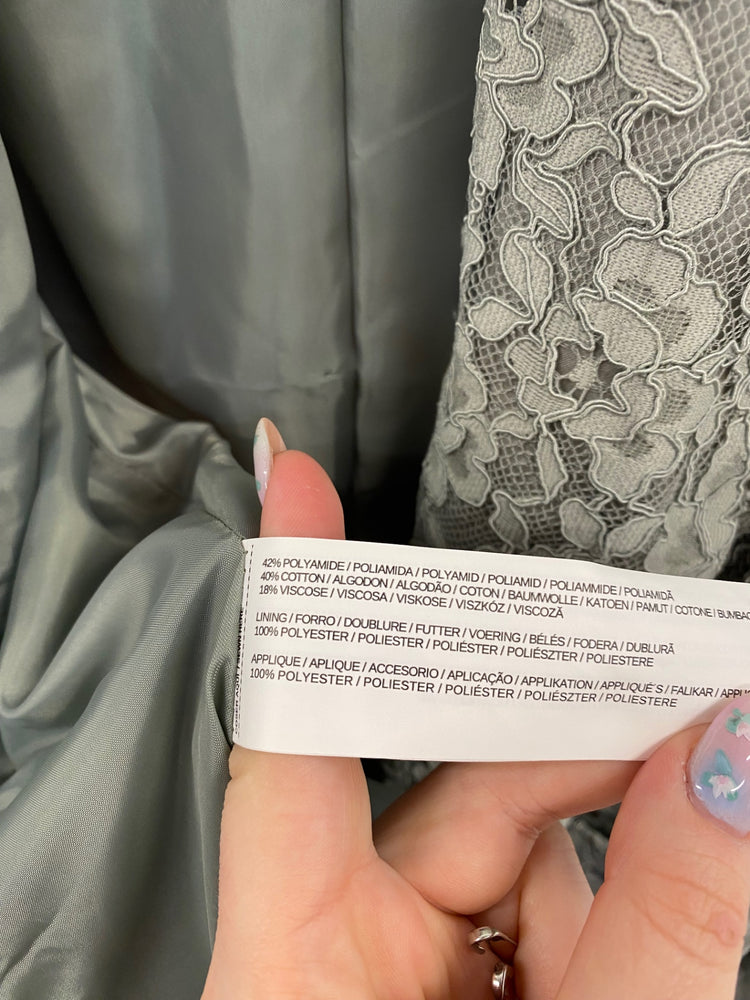 42% POLYAMIDE / POLIAMIDA / POLYAMID / POLIAMID / POLIAMMIDE / POLIAMIDĂ
40% COTTON / ALGODON / ALGODÃO / COTON / BAUMWOLLE / KATOEN / PAMUT / COTONE / BUMBAC
18% VISCOSE / VISCOSA / VISKOSE / VISZKÓZ / VISCOZĂ
LINING / FORRO / DOUBLURE / FUTTER / VOERING / BÉLÉS / FODERA / DUBLURĂ
100% POLYESTER / POLIESTER / POLIÉSTER / POLIÉSZTER / POLIESTERE
APPLIQUE / APLIQUE / ACCESORIO / APLICAÇÃO / APPLIKATION / APPLIQUÉ'S / FALIKAR /
100% POLYESTER / POLIESTER / POLIÉSTER / POLIÉSZTER / POLIESTERE